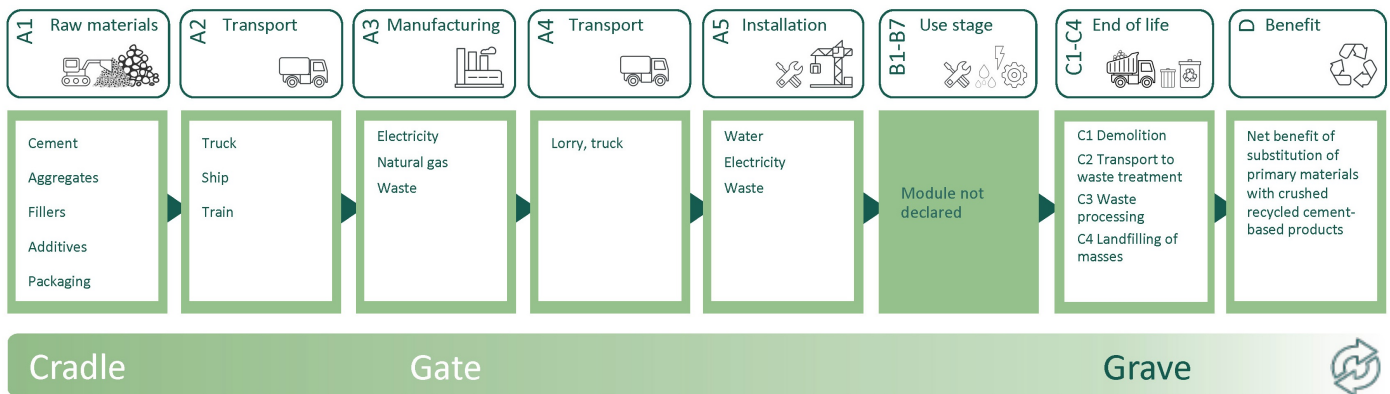 A1 Raw materials
A2 Transport
A3 Manufacturing
A4 Transport
A5 Installation
B1-B7 Use stage
C1-C4 End of life
D Benefit
Cement
Aggregates
Fillers
Additives
Packaging
Truck
Ship
Train
Electricity
Natural gas
Waste
Lorry, truck
Water
Electricity
Waste
Module not
declared
C1 Demolition
C2 Transport to
waste treatment
C3 Waste
processing
C4 Landfilling of
masses
Net benefit of
substitution of
primary materials
with crushed
recycled cement-
based products
Cradle
Gate
Grave